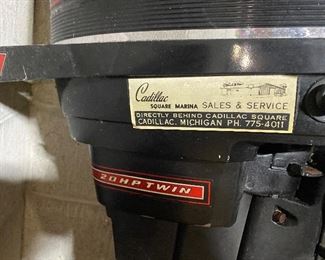 Cadillac
SQUARE MARINA SALES & SERVICE
DIRECTLY BEHIND CADILLAC SQUARE
CADILLAC, MICHIGAN PH. 775-4011
20HP TWIN